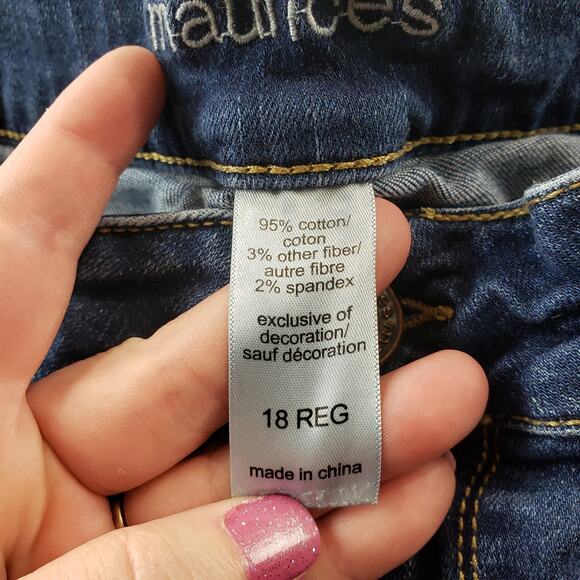 maurices
95% cotton/
coton
3% other fiber/
autre fibre
2% spandex
exclusive of
decoration/
sauf décoration
18 REG
made in china